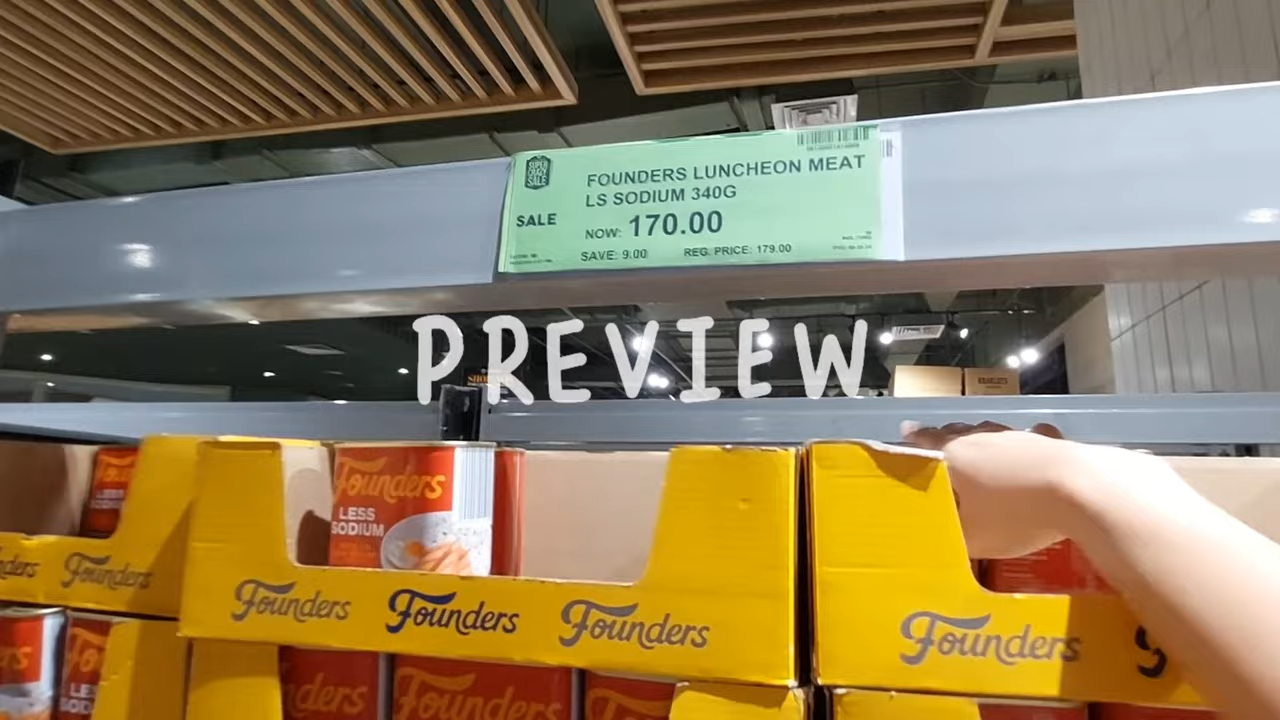 SUPER
CRAZY
SALE
SALE
FOUNDERS LUNCHEON MEAT
LS SODIUM 340G
NOW: 170.00
SAVE: 9.00 REG. PRICE: 179.00
PREVIEW
Founders
LESS
SODIUM
Founders
Founders
Founders
Founders
Founders
Founders